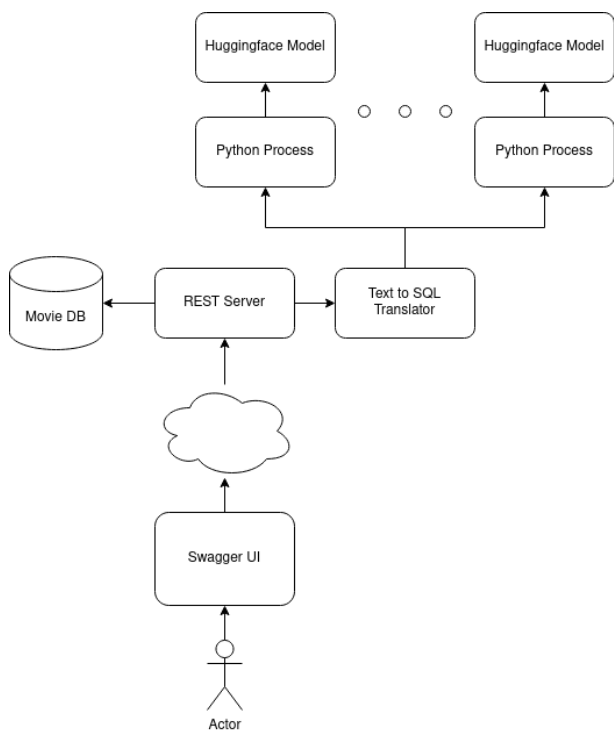 Huggingface Model
Huggingface Model
Python Process
Python Process
Movie DB
REST Server
Text to SQL
Translator
Swagger UI
Actor